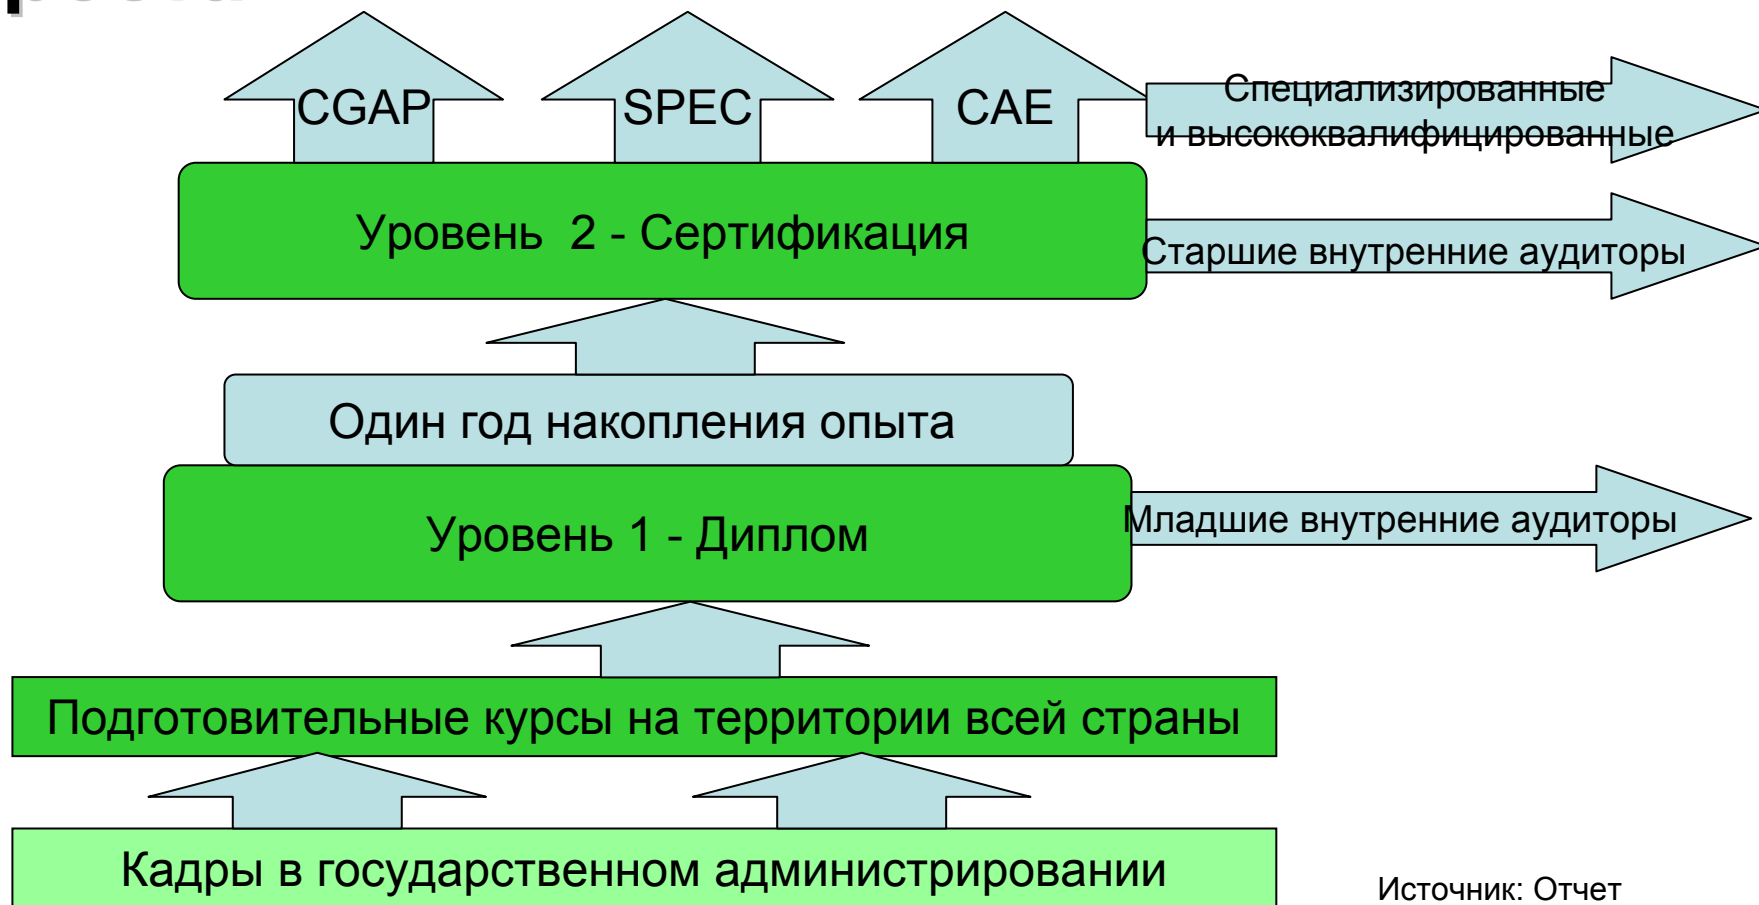 CGAP
SPEC
CAE
Специализированные
и высококвалифицированные
Уровень 2 - Сертификация
Старшие внутренние аудиторы
Один год накопления опыта
Уровень 1 - Диплом
Младшие внутренние аудиторы
Подготовительные курсы на территории всей страны
Кадры в государственном администрировании
Источник: Отчет